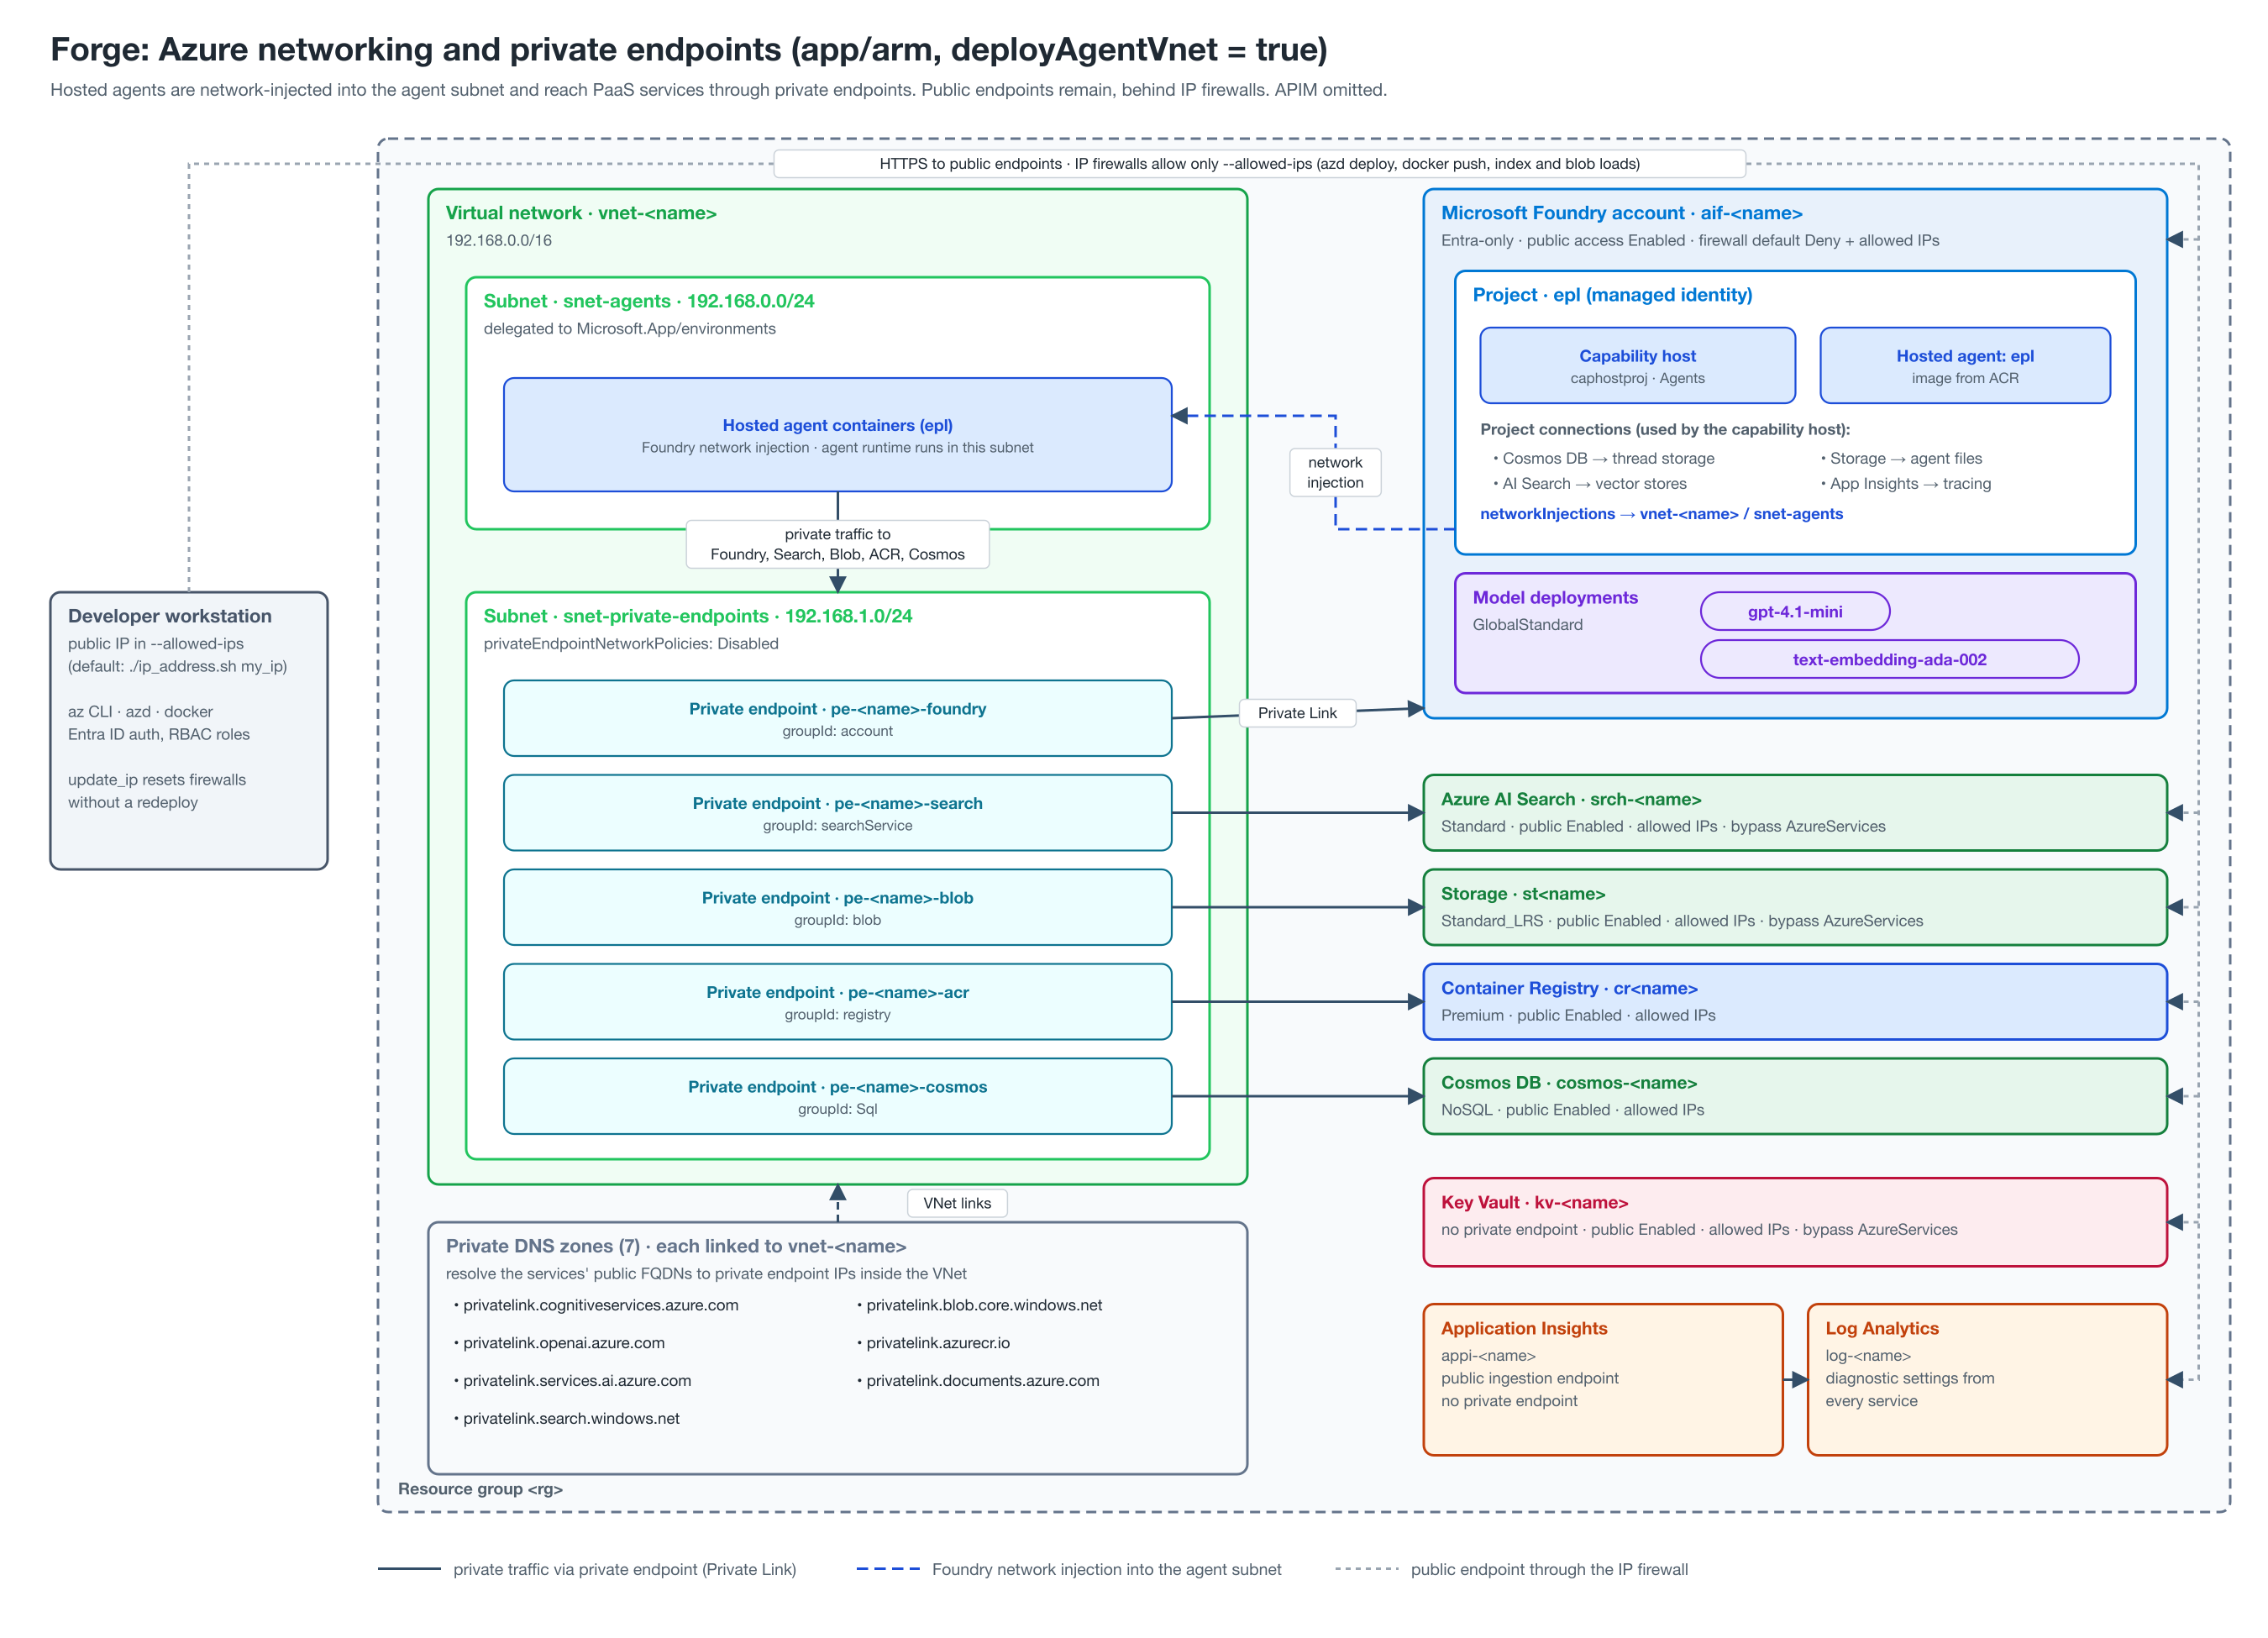 Forge: Azure networking and private endpoints (app/arm, deployAgentVnet = true)
Hosted agents are network-injected into the agent subnet and reach PaaS services through private endpoints. Public endpoints remain, behind IP firewalls. APIM omitted.
HTTPS to public endpoints · IP firewalls allow only --allowed-ips (azd deploy, docker push, index and blob loads)
Developer workstation
public IP in --allowed-ips
(default: ./ip_address.sh my_ip)
az CLI · azd · docker
Entra ID auth, RBAC roles
update_ip resets firewalls
without a redeploy
Virtual network · vnet-<name>
192.168.0.0/16
Subnet · snet-agents · 192.168.0.0/24
delegated to Microsoft.App/environments
Hosted agent containers (epl)
Foundry network injection · agent runtime runs in this subnet
private traffic to
Foundry, Search, Blob, ACR, Cosmos
Subnet · snet-private-endpoints · 192.168.1.0/24
privateEndpointNetworkPolicies: Disabled
Private endpoint · pe-<name>-foundry
groupId: account
Private endpoint · pe-<name>-search
groupId: searchService
Private endpoint · pe-<name>-blob
groupId: blob
Private endpoint · pe-<name>-acr
groupId: registry
Private endpoint · pe-<name>-cosmos
groupId: Sql
network
injection
Private Link
VNet links
Private DNS zones (7) · each linked to vnet-<name>
resolve the services' public FQDNs to private endpoint IPs inside the VNet
• privatelink.cognitiveservices.azure.com
• privatelink.openai.azure.com
• privatelink.services.ai.azure.com
• privatelink.search.windows.net
• privatelink.blob.core.windows.net
• privatelink.azurecr.io
• privatelink.documents.azure.com
Resource group <rg>
Microsoft Foundry account · aif-<name>
Entra-only · public access Enabled · firewall default Deny + allowed IPs
Project · epl (managed identity)
Capability host
caphostproj · Agents
Hosted agent: epl
image from ACR
Project connections (used by the capability host):
• Cosmos DB → thread storage
• AI Search → vector stores
• Storage → agent files
• App Insights → tracing
networkInjections → vnet-<name> / snet-agents
Model deployments
GlobalStandard
gpt-4.1-mini
text-embedding-ada-002
Azure AI Search · srch-<name>
Standard · public Enabled · allowed IPs · bypass AzureServices
Storage · st<name>
Standard_LRS · public Enabled · allowed IPs · bypass AzureServices
Container Registry · cr<name>
Premium · public Enabled · allowed IPs
Cosmos DB · cosmos-<name>
NoSQL · public Enabled · allowed IPs
Key Vault · kv-<name>
no private endpoint · public Enabled · allowed IPs · bypass AzureServices
Application Insights
appi-<name>
public ingestion endpoint
no private endpoint
Log Analytics
log-<name>
diagnostic settings from
every service
private traffic via private endpoint (Private Link)
Foundry network injection into the agent subnet
public endpoint through the IP firewall